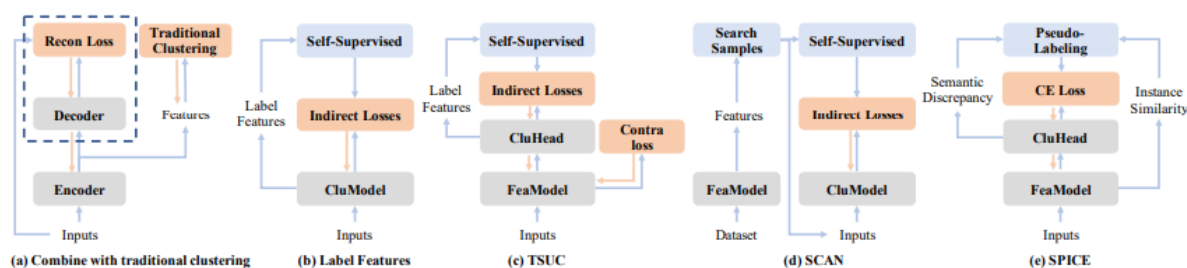 Recon Loss
Traditional
Clustering
Decoder
Features
Encoder
Inputs
(a) Combine with traditional clustering
Self-Supervised
Label
Features
Indirect Losses
CluModel
Inputs
(b) Label Features
Self-Supervised
Label
Features
Indirect Losses
CluHead
Contra
loss
FeaModel
Inputs
(c) TSUC
Search
Samples
Self-Supervised
Features
Indirect Losses
FeaModel
CluModel
Dataset
Inputs
(d) SCAN
Pseudo-
Labeling
Semantic
Discrepancy
CE Loss
Instance
Similarity
CluHead
FeaModel
Inputs
(e) SPICE